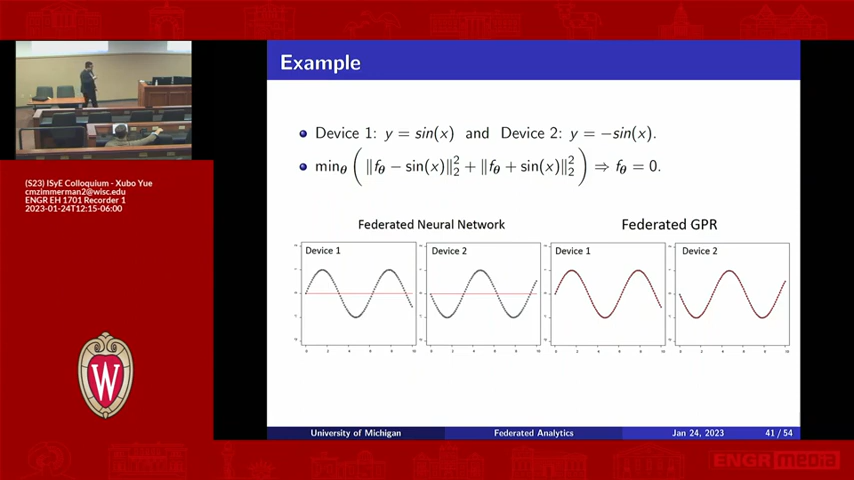 Example
Device 1: y = sin(x) and Device 2: y = −sin(x).
min_θ ( ‖f_θ − sin(x)‖₂² + ‖f_θ + sin(x)‖₂² ) ⇒ f_θ = 0.
Federated Neural Network
Federated GPR
Device 1
Device 2
Device 1
Device 2
University of Michigan
Federated Analytics
Jan 24, 2023
41 / 54
(S23) ISyE Colloquium - Xubo Yue
cmzimmerman2@wisc.edu
ENGR EH 1701 Recorder 1
2023-01-24T12:15-06:00
W
ENGR media